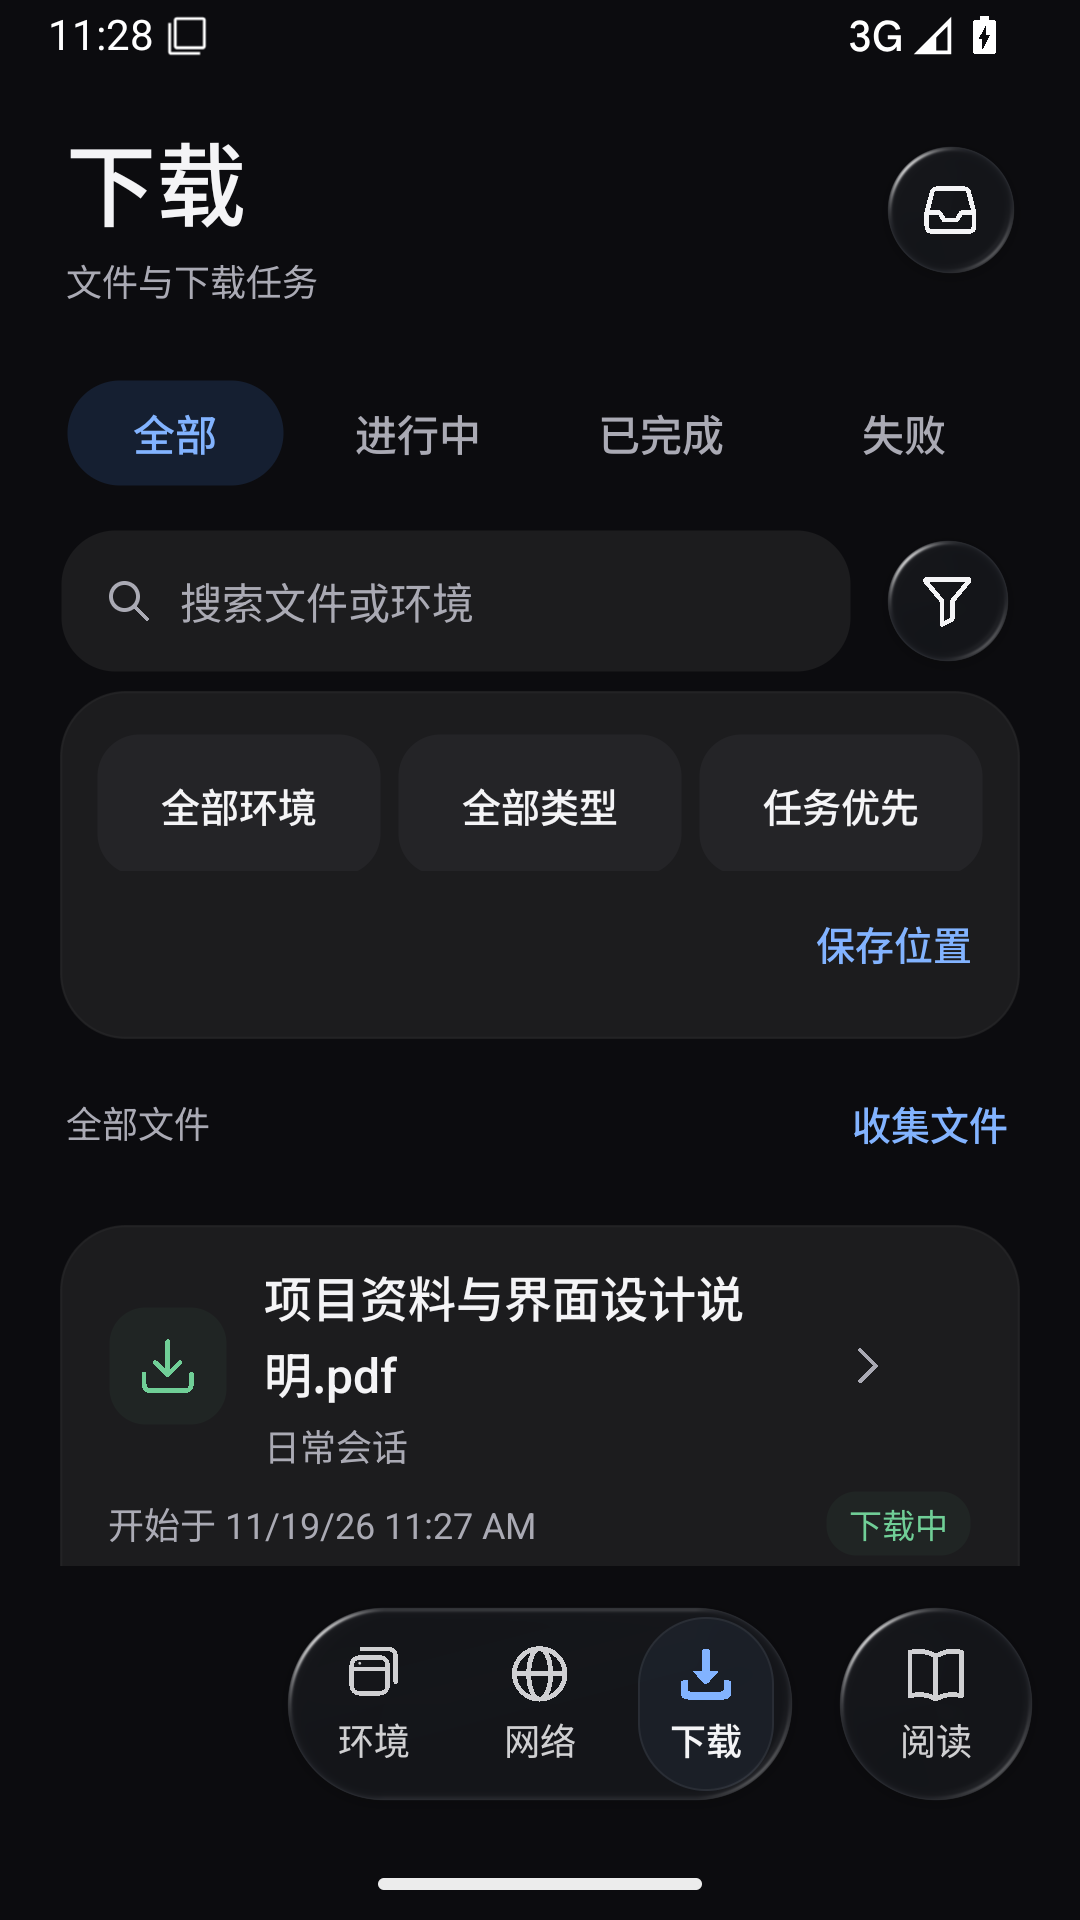 11:28
3G
下载
文件与下载任务
全部
进行中
已完成
失败
搜索文件或环境
全部环境
全部类型
任务优先
保存位置
全部文件
收集文件
项目资料与界面设计说
明.pdf
日常会话
开始于 11/19/26 11:27 AM
下载中
环境
网络
下载
阅读